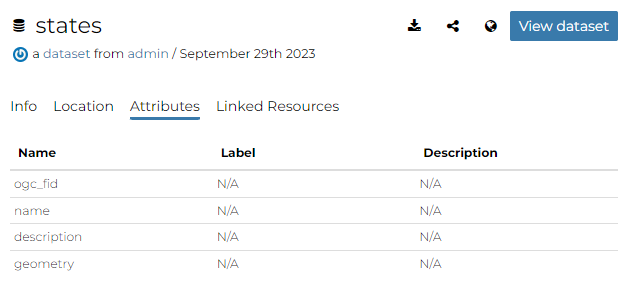 states
View dataset
a dataset from admin / September 29th 2023
Info Location Attributes Linked Resources
Name Label Description
ogc_fid N/A N/A
name N/A N/A
description N/A N/A
geometry N/A N/A